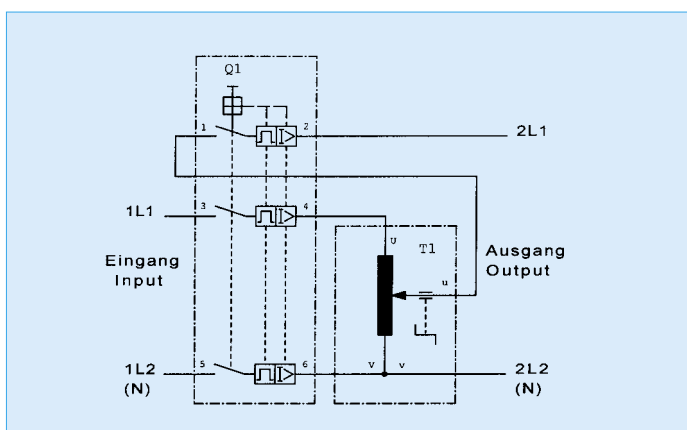 Q1
1 2 2L1
1L1 3 4
U T1
Eingang
Input
Ausgang
Output
u
1L2
(N)
5 6 v v
2L2
(N)